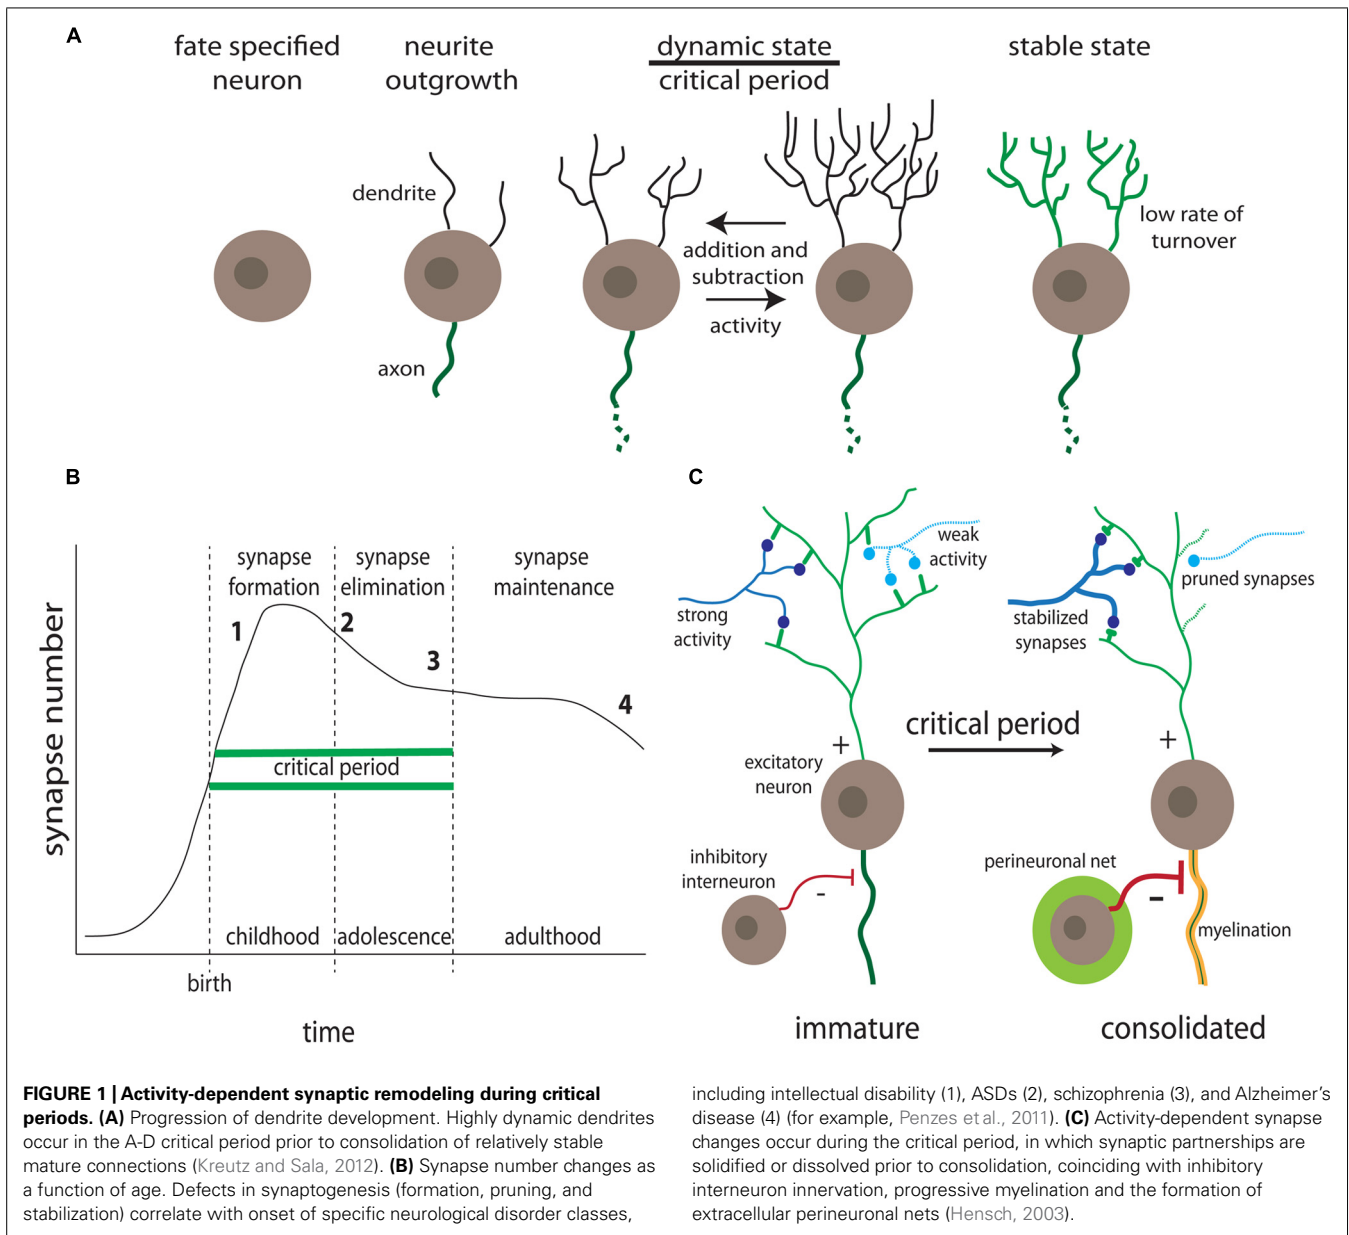 A
fate specified
neuron
neurite
outgrowth
dynamic state
critical period
stable state
dendrite
axon
addition and
subtraction
activity
low rate of
turnover
B
synapse number
synapse
formation
synapse
elimination
synapse
maintenance
1
2
3
4
critical period
childhood
adolescence
adulthood
birth
time
C
strong
activity
weak
activity
+
excitatory
neuron
inhibitory
interneuron
-
immature
critical period
stabilized
synapses
pruned synapses
+
perineuronal net
-
myelination
consolidated
FIGURE 1 | Activity-dependent synaptic remodeling during critical
periods. (A) Progression of dendrite development. Highly dynamic dendrites
occur in the A-D critical period prior to consolidation of relatively stable
mature connections (Kreutz and Sala, 2012). (B) Synapse number changes as
a function of age. Defects in synaptogenesis (formation, pruning, and
stabilization) correlate with onset of specific neurological disorder classes,
including intellectual disability (1), ASDs (2), schizophrenia (3), and Alzheimer's
disease (4) (for example, Penzes et al., 2011). (C) Activity-dependent synapse
changes occur during the critical period, in which synaptic partnerships are
solidified or dissolved prior to consolidation, coinciding with inhibitory
interneuron innervation, progressive myelination and the formation of
extracellular perineuronal nets (Hensch, 2003).